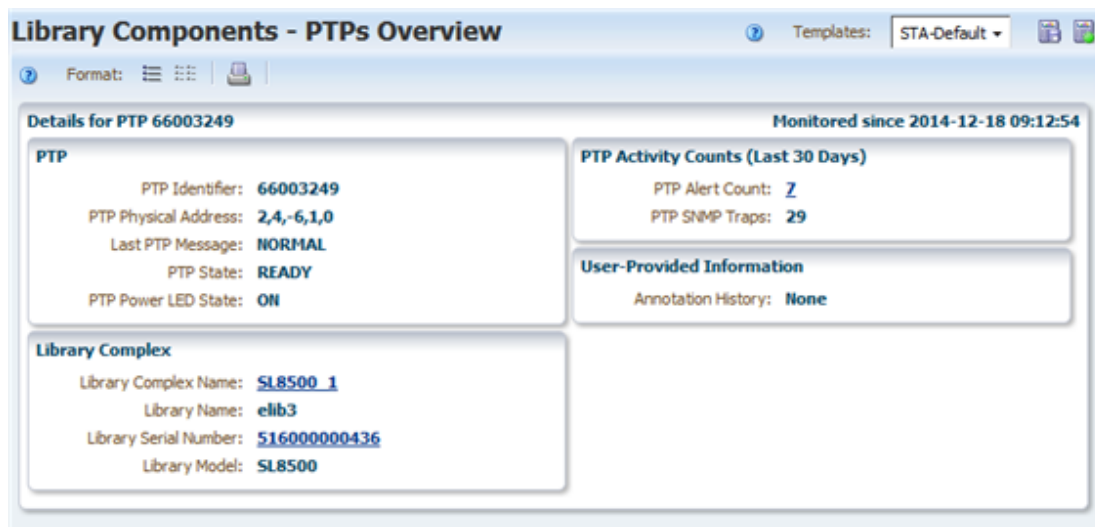 Library Components - PTPs Overview
Templates: STA-Default
Format:
Details for PTP 66003249
Monitored since 2014-12-18 09:12:54
PTP
PTP Identifier: 66003249
PTP Physical Address: 2,4,-6,1,0
Last PTP Message: NORMAL
PTP State: READY
PTP Power LED State: ON
PTP Activity Counts (Last 30 Days)
PTP Alert Count: 7
PTP SNMP Traps: 29
User-Provided Information
Annotation History: None
Library Complex
Library Complex Name: SL8500_1
Library Name: elib3
Library Serial Number: 516000000436
Library Model: SL8500